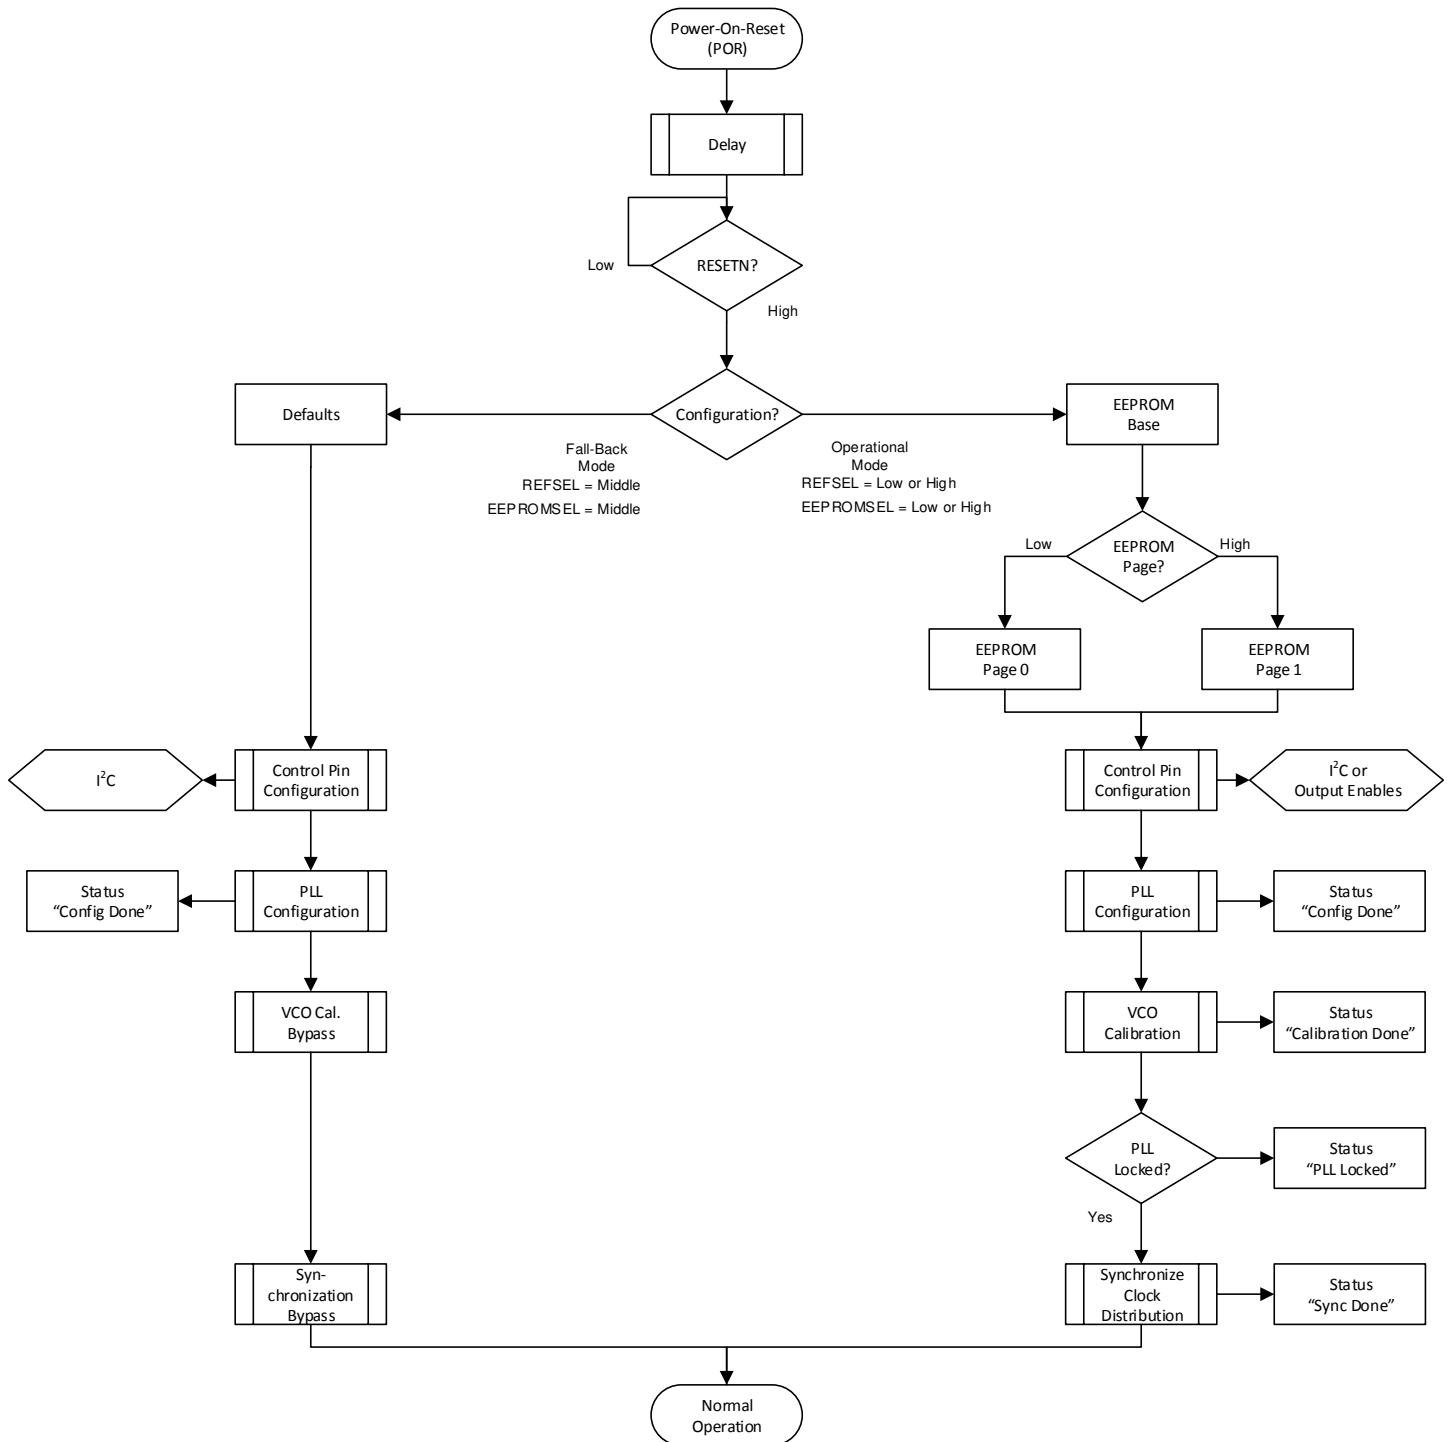 Power-On-Reset
(POR)
Delay
RESETN?
Low
High
Configuration?
Defaults
EEPROM
Base
Fall-Back
Mode
REFSEL = Middle
EEPROMSEL = Middle
Operational
Mode
REFSEL = Low or High
EEPROMSEL = Low or High
Low
EEPROM
Page?
High
EEPROM
Page 0
EEPROM
Page 1
I²C
Control Pin
Configuration
Control Pin
Configuration
I²C or
Output Enables
Status
“Config Done”
PLL
Configuration
PLL
Configuration
Status
“Config Done”
VCO Cal.
Bypass
VCO
Calibration
Status
“Calibration Done”
PLL
Locked?
Status
“PLL Locked”
Yes
Syn-
chronization
Bypass
Synchronize
Clock
Distribution
Status
“Sync Done”
Normal
Operation